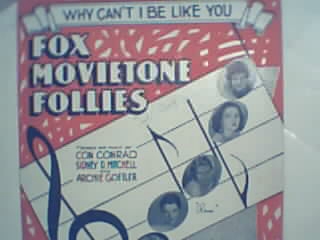 WHY CAN'T I BE LIKE YOU
FOX
MOVIETONE
FOLLIES
CON CONRAD
SIDNEY D. MITCHELL
ARCHIE GOTTLER